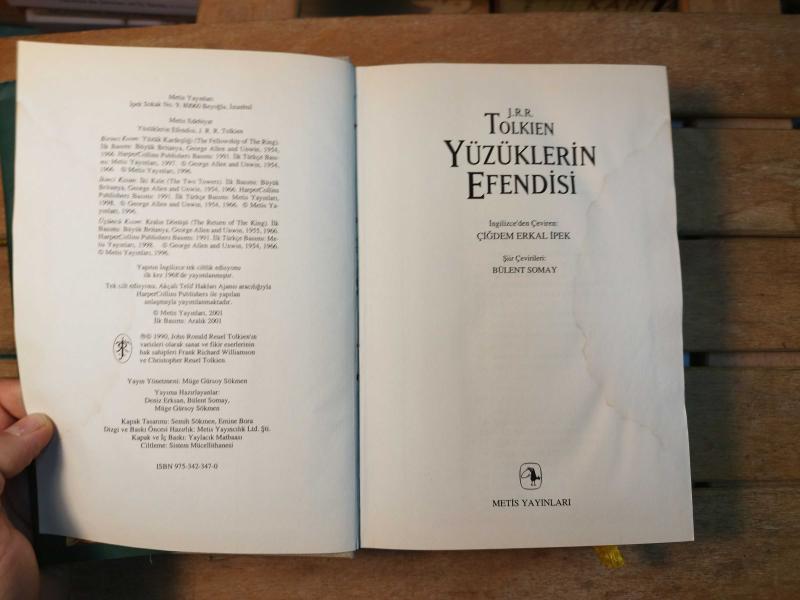 Metis Yayınları
İpek Sokak No. 9, 80060 Beyoğlu, İstanbul
Metis Edebiyat
Yüzüklerin Efendisi, J. R. R. Tolkien
Birinci Kısım: Yüzük Kardeşliği (The Fellowship of The Ring).
İlk Basımı: Büyük Britanya, George Allen and Unwin, 1954,
1966. HarperCollins Publishers Basımı: 1991. İlk Türkçe Bası-
mı: Metis Yayınları, 1997. © George Allen and Unwin, 1954,
1966. © Metis Yayınları, 1996.
İkinci Kısım: İki Kule (The Two Towers). İlk Basımı: Büyük
Britanya, George Allen and Unwin, 1954, 1966. HarperCollins
Publishers Basımı: 1991. İlk Türkçe Basımı: Metis Yayınları,
1998. © George Allen and Unwin, 1954, 1966. © Metis Ya-
yınları, 1996.
Üçüncü Kısım: Kralın Dönüşü (The Return of The King). İlk
Basımı: Büyük Britanya, George Allen and Unwin, 1955, 1966.
HarperCollins Publishers Basımı: 1991. İlk Türkçe Basımı: Me-
tis Yayınları, 1998. © George Allen and Unwin, 1954, 1966.
© Metis Yayınları, 1996.
Yapıtın İngilizce tek ciltlik edisyonu
ilk kez 1968'de yayımlanmıştır.
Tek cilt edisyonu, Akçalı Telif Hakları Ajansı aracılığıyla
HarperCollins Publishers ile yapılan
anlaşmayla yayımlanmaktadır.
© Metis Yayınları, 2001
İlk Basımı: Aralık 2001
®© 1990, John Ronald Reuel Tolkien'ın
varisleri olarak sanat ve fikir eserlerinin
hak sahipleri Frank Richard Williamson
ve Christopher Reuel Tolkien.
Yayın Yönetmeni: Müge Gürsoy Sökmen
Yayıma Hazırlayanlar:
Deniz Erksan, Bülent Somay,
Müge Gürsoy Sökmen
Kapak Tasarımı: Semih Sökmen, Emine Bora
Dizgi ve Baskı Öncesi Hazırlık: Metis Yayıncılık Ltd. Şti.
Kapak ve İç Baskı: Yaylacık Matbaası
Ciltleme: Sistem Mücellithanesi
ISBN 975-342-347-0
J.R.R.
TOLKIEN
YÜZÜKLERİN
EFENDİSİ
İngilizce'den Çeviren:
ÇİĞDEM ERKAL İPEK
Şiir Çevirileri:
BÜLENT SOMAY
METİS YAYINLARI